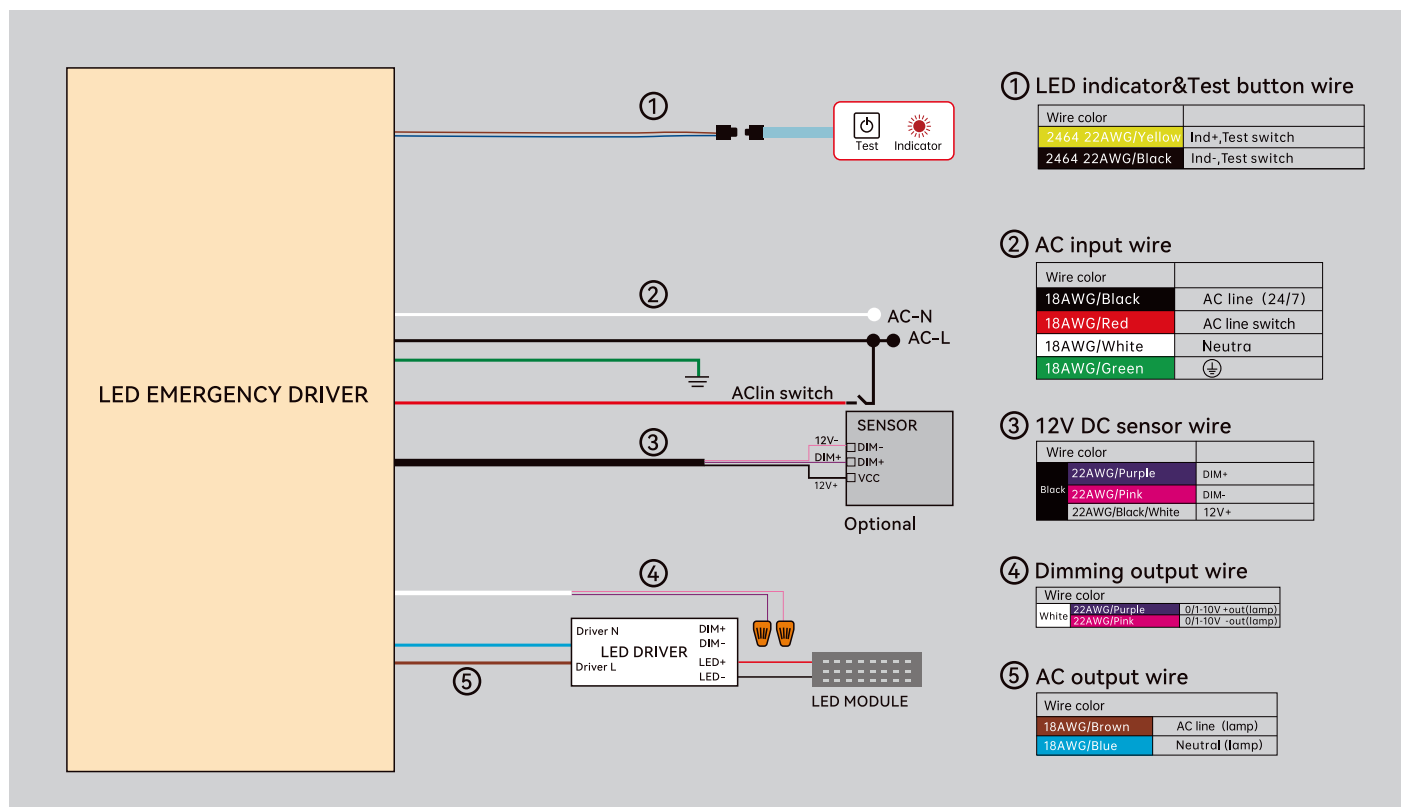 LED EMERGENCY DRIVER
①
Test
Indicator
②
AC-N
AC-L
AClin switch
③
12V-
DIM+
12V+
SENSOR
DIM-
DIM+
VCC
Optional
④
Driver N
DIM+
DIM-
LED DRIVER
Driver L
LED+
LED-
⑤
LED MODULE
① LED indicator&Test button wire
Wire color
2464 22AWG/Yellow Ind+,Test switch
2464 22AWG/Black Ind-,Test switch
② AC input wire
Wire color
18AWG/Black AC line (24/7)
18AWG/Red AC line switch
18AWG/White Neutra
18AWG/Green
③ 12V DC sensor wire
Wire color
Black
22AWG/Purple DIM+
22AWG/Pink DIM-
22AWG/Black/White 12V+
④ Dimming output wire
Wire color
White
22AWG/Purple 0/1-10V +out(lamp)
22AWG/Pink 0/1-10V -out(lamp)
⑤ AC output wire
Wire color
18AWG/Brown AC line (lamp)
18AWG/Blue Neutral (lamp)